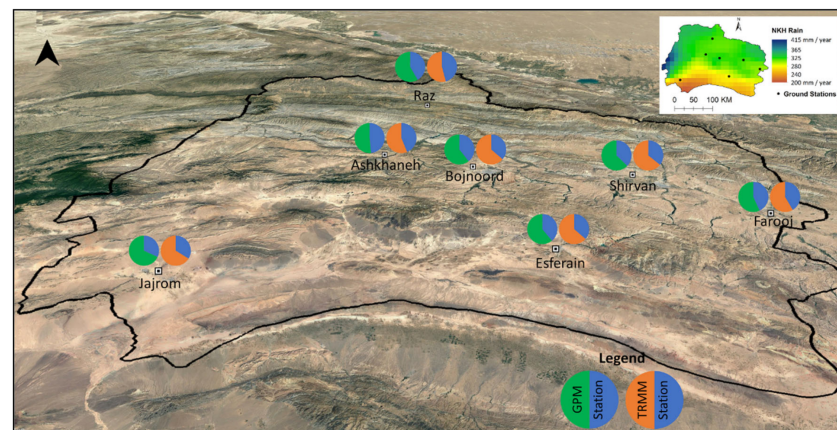 N
NKH Rain
415 mm / year
365
325
280
240
200 mm / year
0 50 100 KM
Ground Stations
Raz
Ashkhaneh
Bojnoord
Shirvan
Farooj
Esferain
Jajrom
Legend
GPM
Station
TRMM
Station